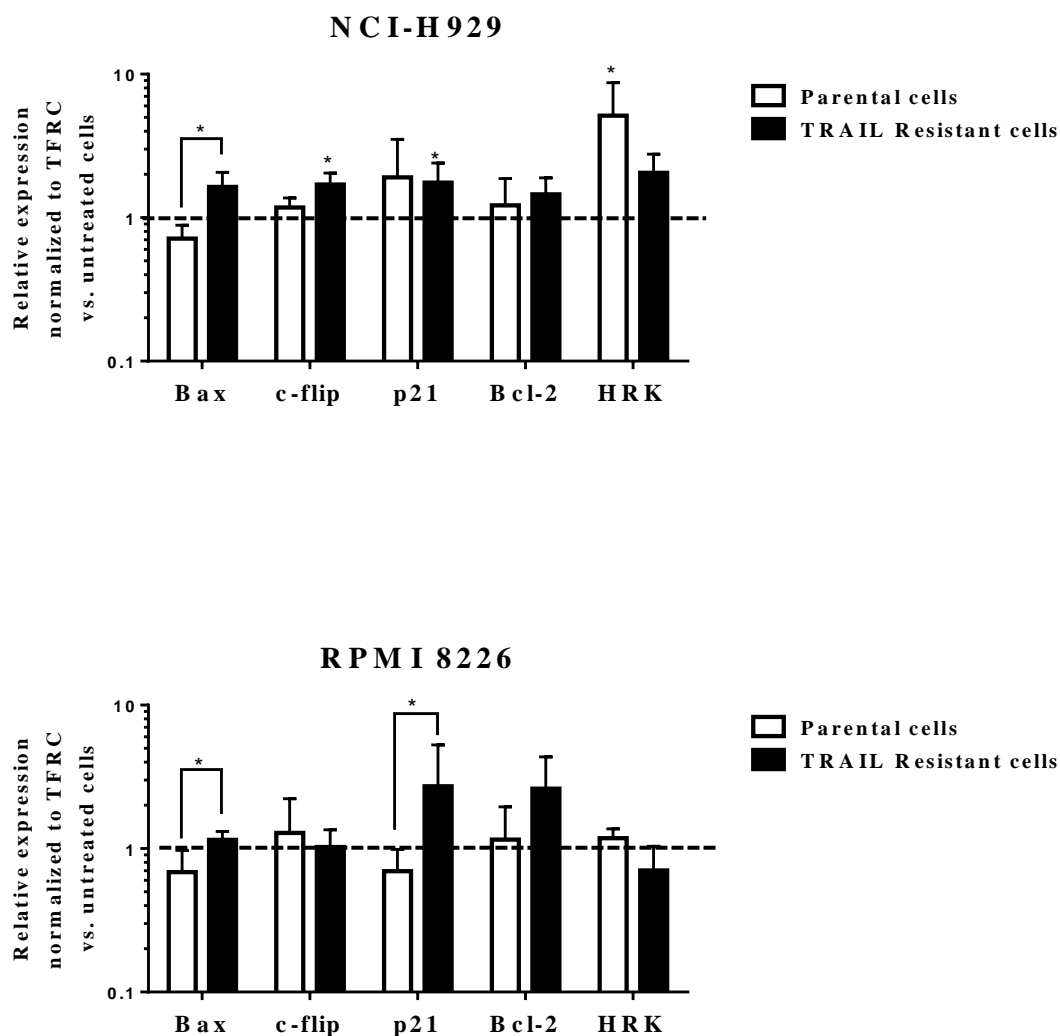 NCI-H929
Relative expression
normalized to TFRC
vs. untreated cells
10
1
0.1
*
*
*
*
Bax c-flip p21 Bcl-2 HRK
Parental cells
TRAIL Resistant cells
RPMI 8226
Relative expression
normalized to TFRC
vs. untreated cells
10
1
0.1
*
*
Bax c-flip p21 Bcl-2 HRK
Parental cells
TRAIL Resistant cells